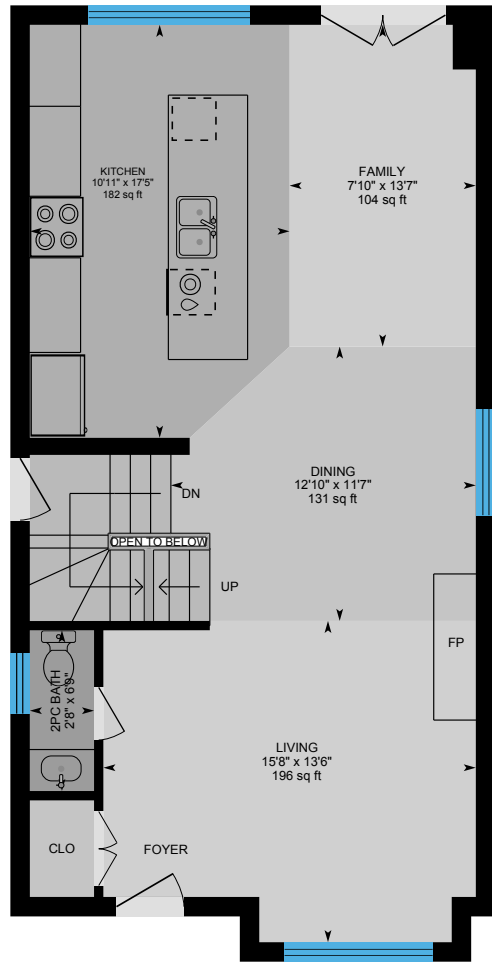 KITCHEN
10'11" x 17'5"
182 sq ft
FAMILY
7'10" x 13'7"
104 sq ft
DINING
12'10" x 11'7"
131 sq ft
DN
OPEN TO BELOW
UP
FP
2PC BATH
2'8" x 6'9"
LIVING
15'8" x 13'6"
196 sq ft
CLO
FOYER